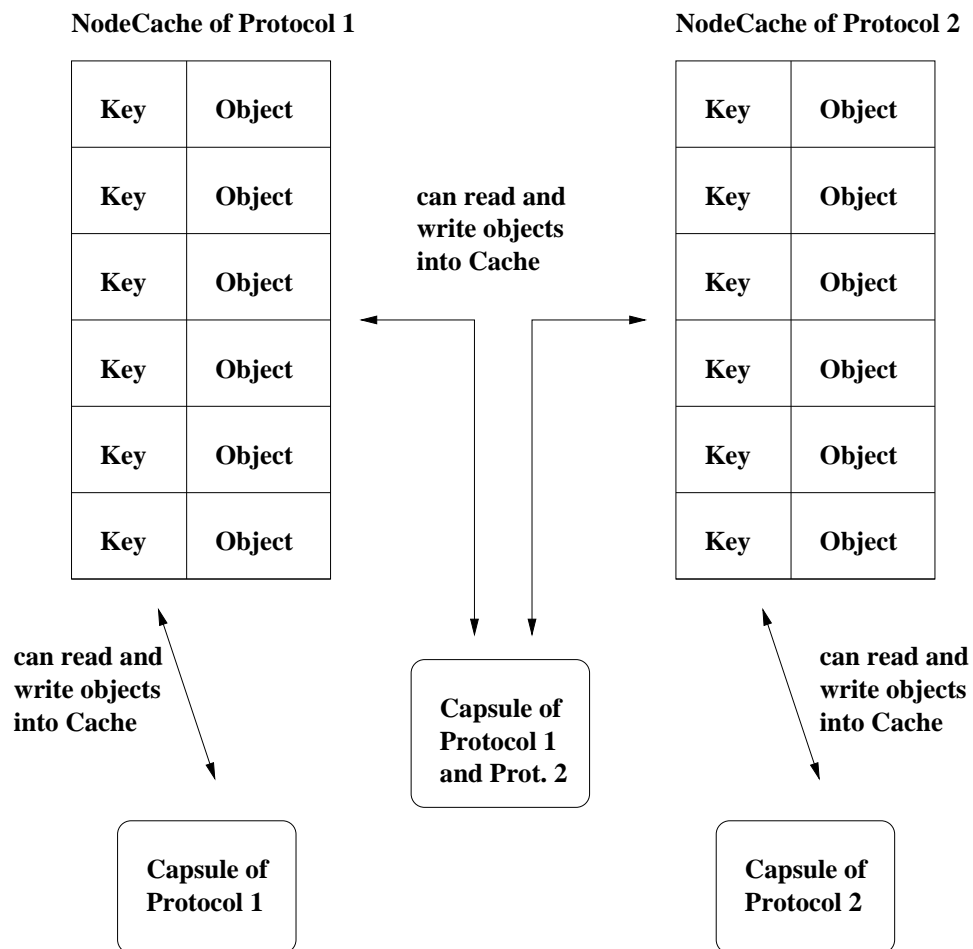 NodeCache of Protocol 1
NodeCache of Protocol 2
Key Object
Key Object
Key Object
Key Object
Key Object
Key Object
Key Object
Key Object
Key Object
Key Object
Key Object
Key Object
can read and
write objects
into Cache
can read and
write objects
into Cache
can read and
write objects
into Cache
Capsule of
Protocol 1
and Prot. 2
Capsule of
Protocol 1
Capsule of
Protocol 2